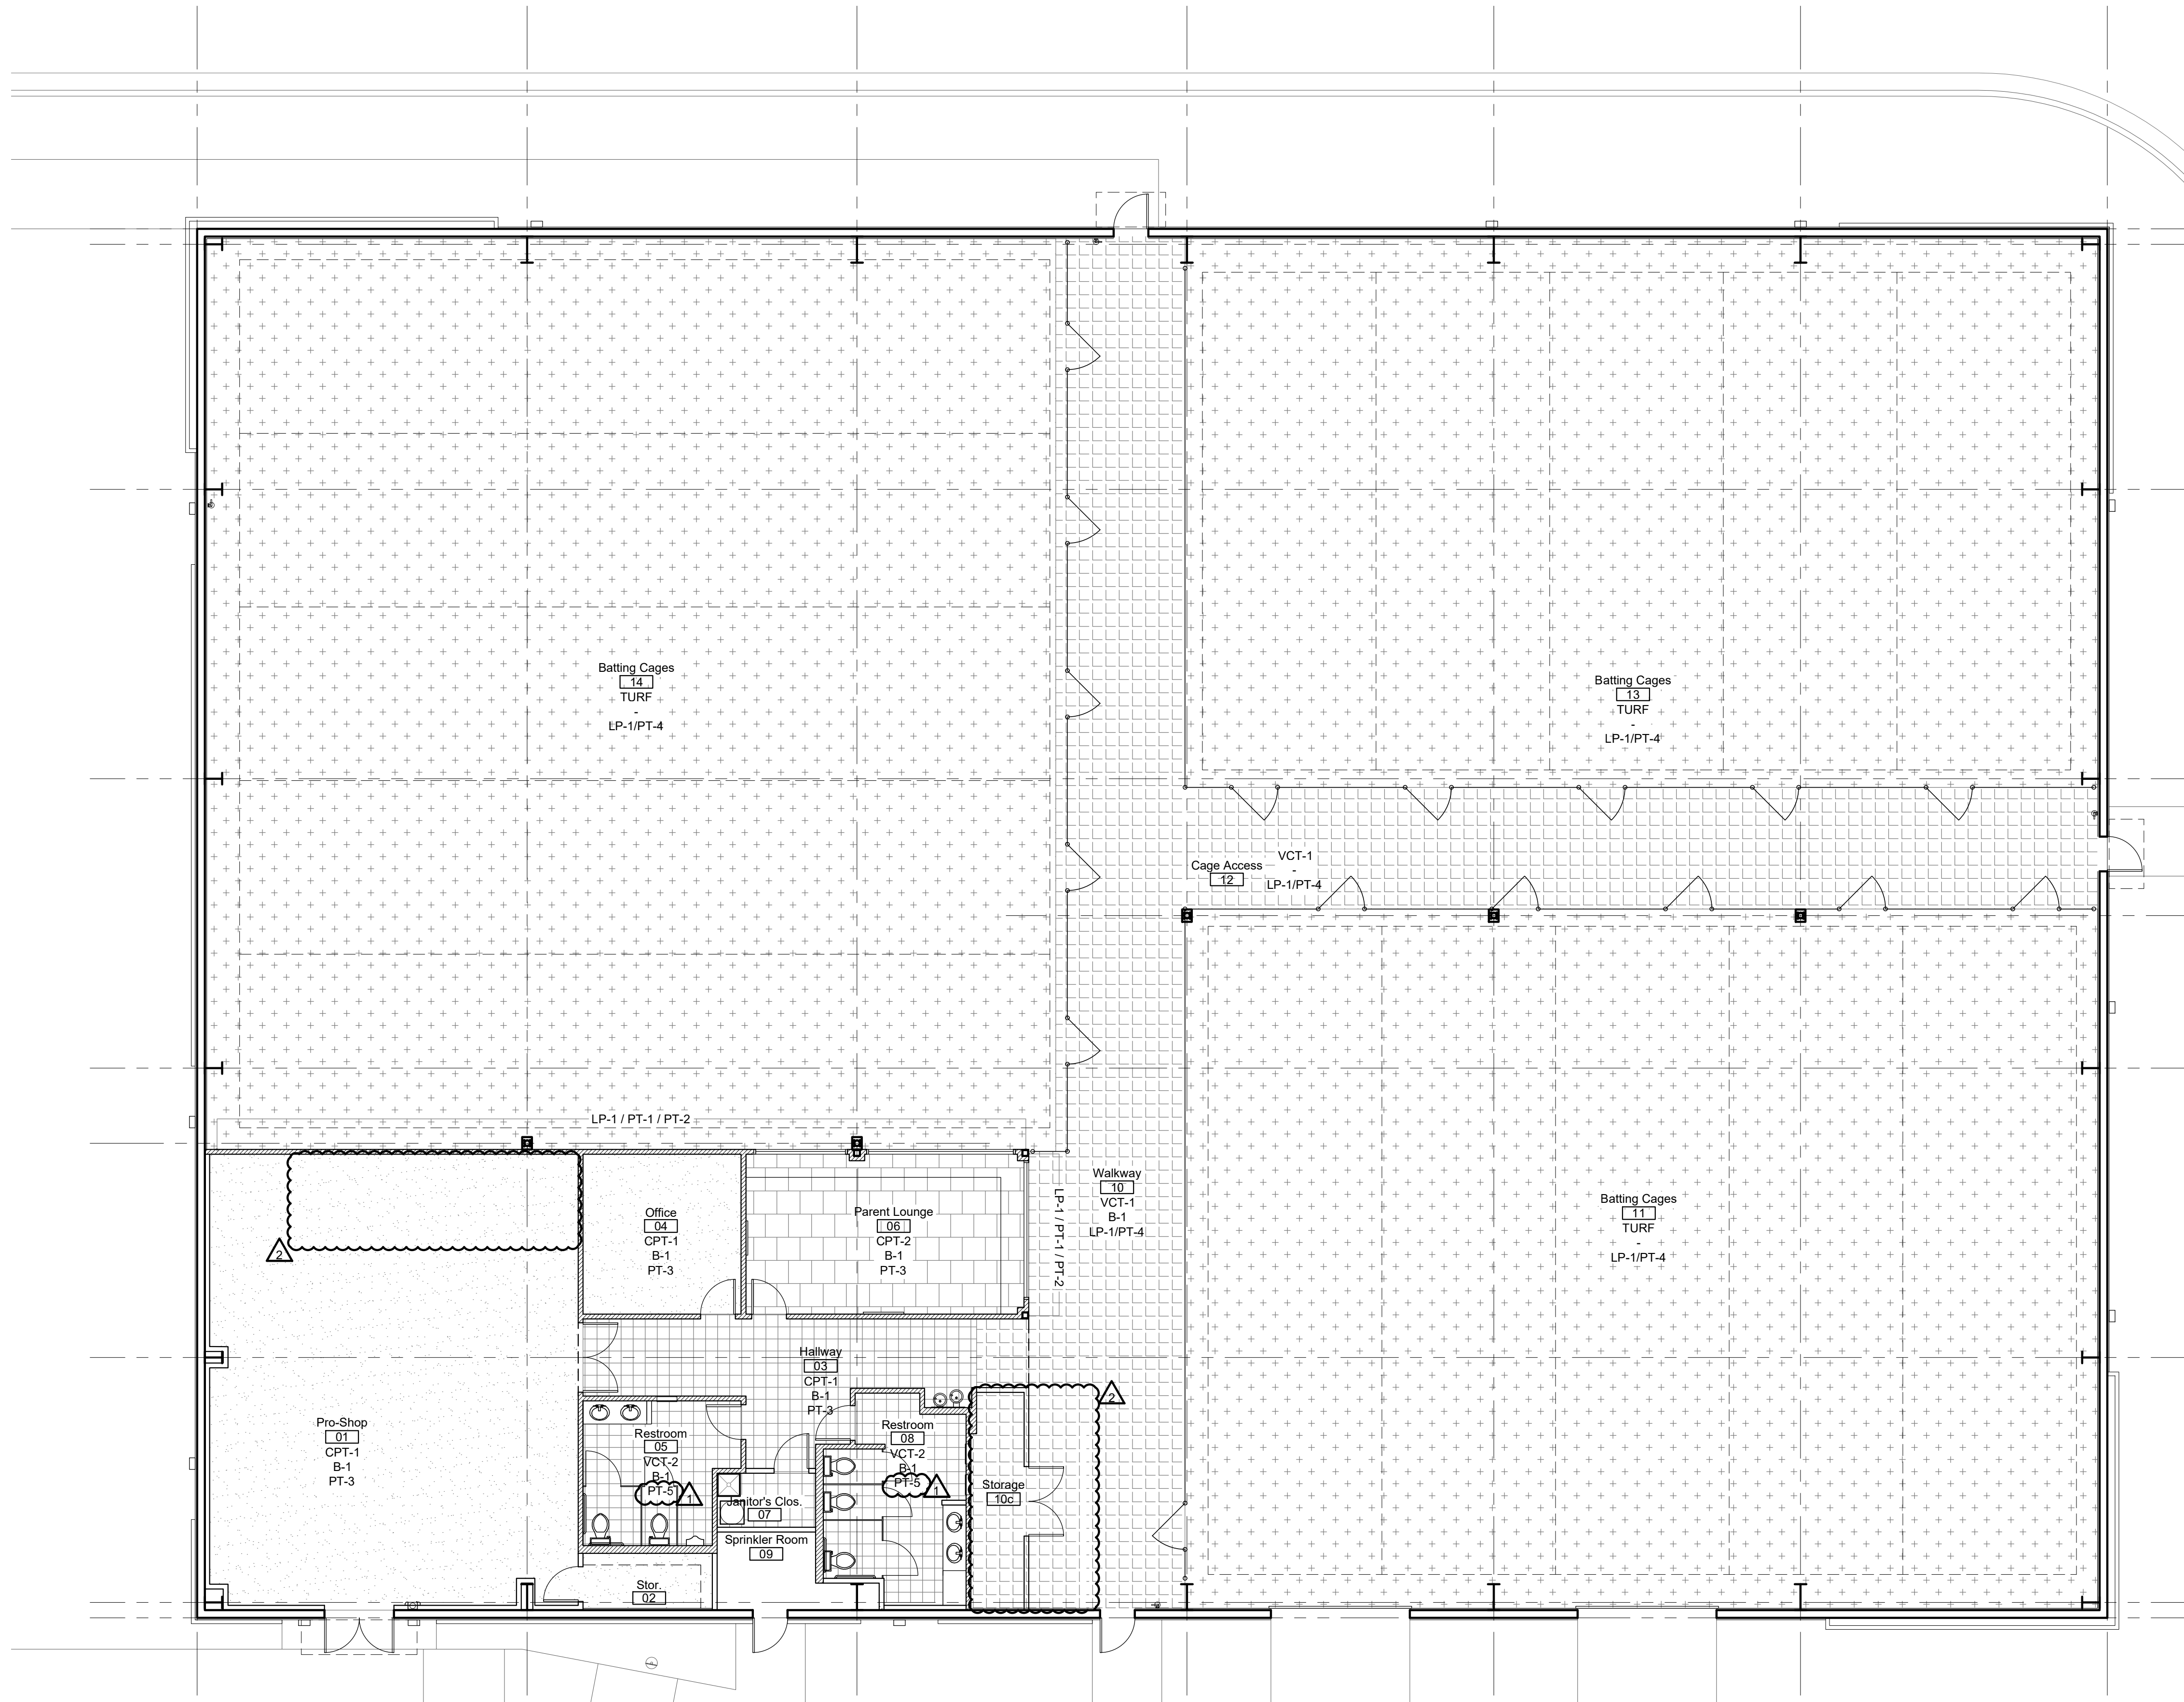 Batting Cages
14
TURF
-
LP-1/PT-4
Batting Cages
13
TURF
-
LP-1/PT-4
Cage Access
12
VCT-1
-
LP-1/PT-4
LP-1 / PT-1 / PT-2
Walkway
10
VCT-1
B-1
LP-1/PT-4
LP-1 / PT-1 / PT-2
Batting Cages
11
TURF
-
LP-1/PT-4
2
Office
04
CPT-1
B-1
PT-3
Parent Lounge
06
CPT-2
B-1
PT-3
Hallway
03
CPT-1
B-1
PT-3
2
Pro-Shop
01
CPT-1
B-1
PT-3
Restroom
05
VCT-2
B-1
PT-5
1
Restroom
08
VCT-2
B-1
PT-5
1
Storage
10c
Janitor's Clos.
07
Sprinkler Room
09
Stor.
02